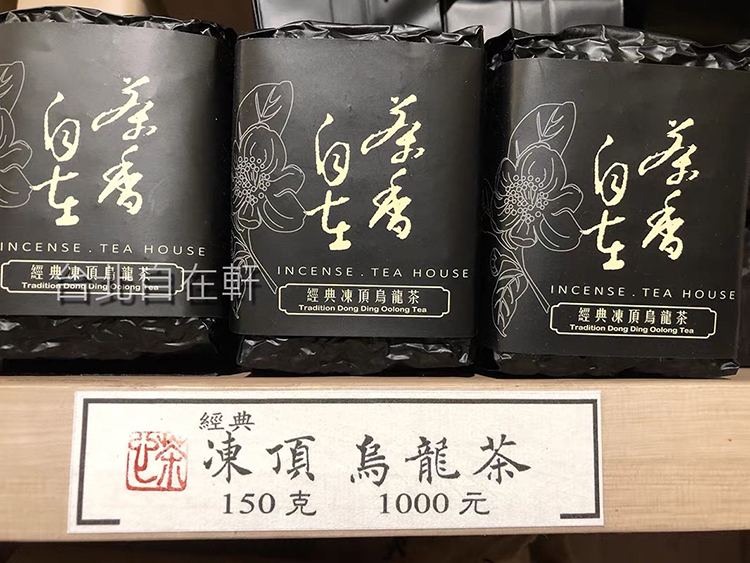 茶香
自在
INCENSE . TEA HOUSE
經典凍頂烏龍茶
Tradition Dong Ding Oolong Tea
茶香
自在
INCENSE . TEA HOUSE
經典凍頂烏龍茶
Tradition Dong Ding Oolong Tea
茶香
自在
INCENSE . TEA HOUSE
經典凍頂烏龍茶
Tradition Dong Ding Oolong Tea
台北自在軒
經典
凍頂 烏龍茶
150克 1000元